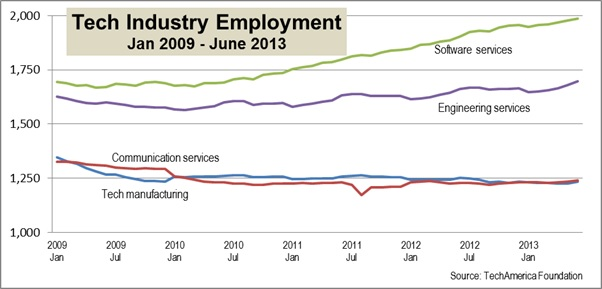 Tech Industry Employment
Jan 2009 - June 2013
2,000
1,750
1,500
1,250
1,000
Software services
Engineering services
Communication services
Tech manufacturing
2009 2009 2010 2010 2011 2011 2012 2012 2013
Jan Jul Jan Jul Jan Jul Jan Jul Jan
Source: TechAmerica Foundation